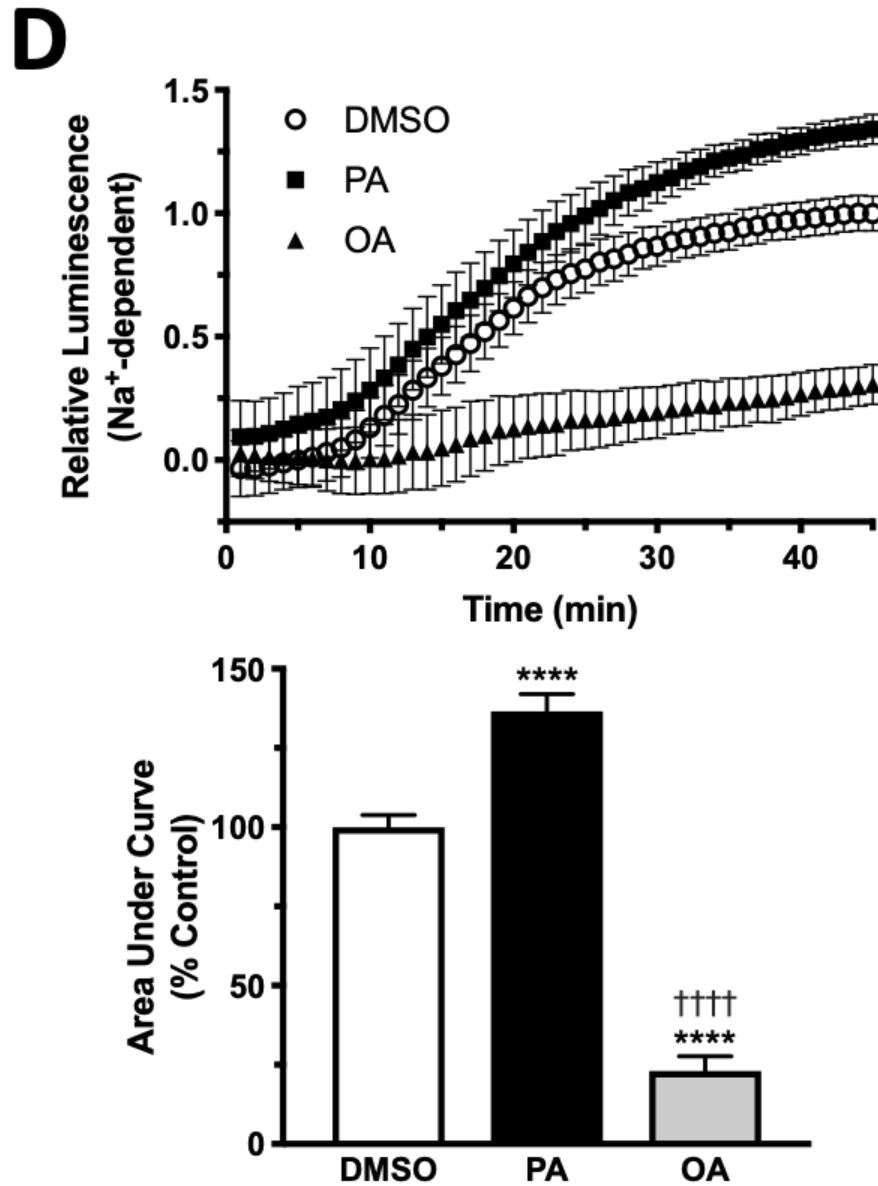 D
1.5
1.0
0.5
0.0
Relative Luminescence
(Na⁺-dependent)
DMSO
PA
OA
0 10 20 30 40
Time (min)
150
100
50
0
Area Under Curve
(% Control)
****
††††
****
DMSO PA OA